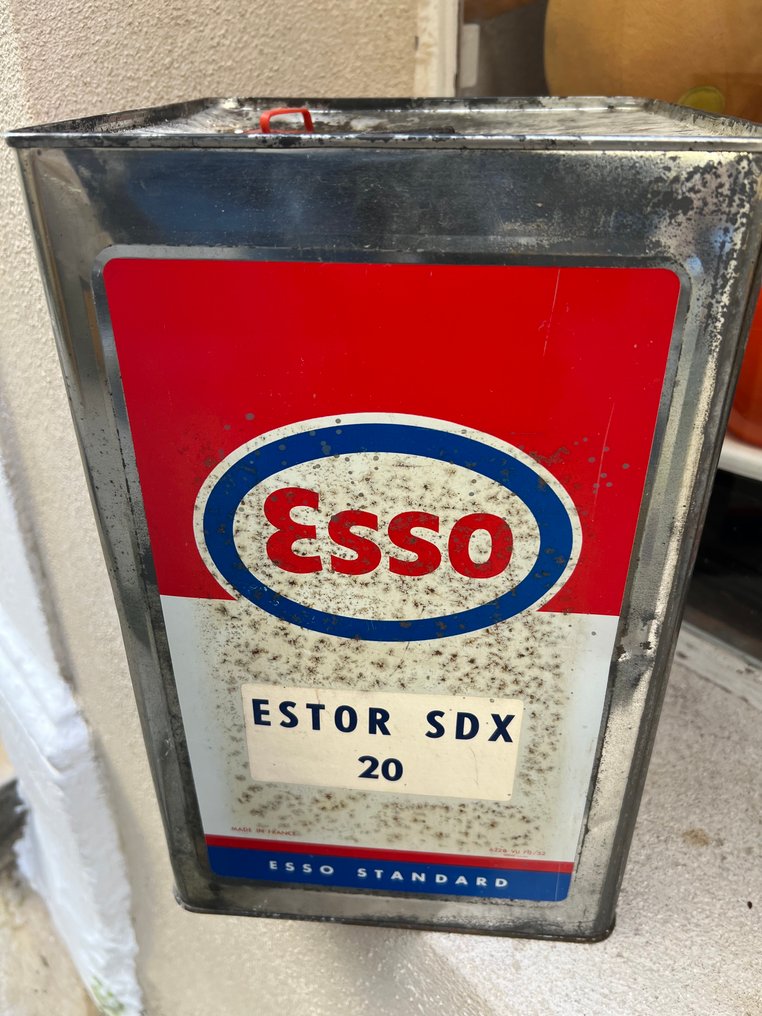 Esso
ESTOR SDX
20
MADE IN FRANCE
ESSO STANDARD